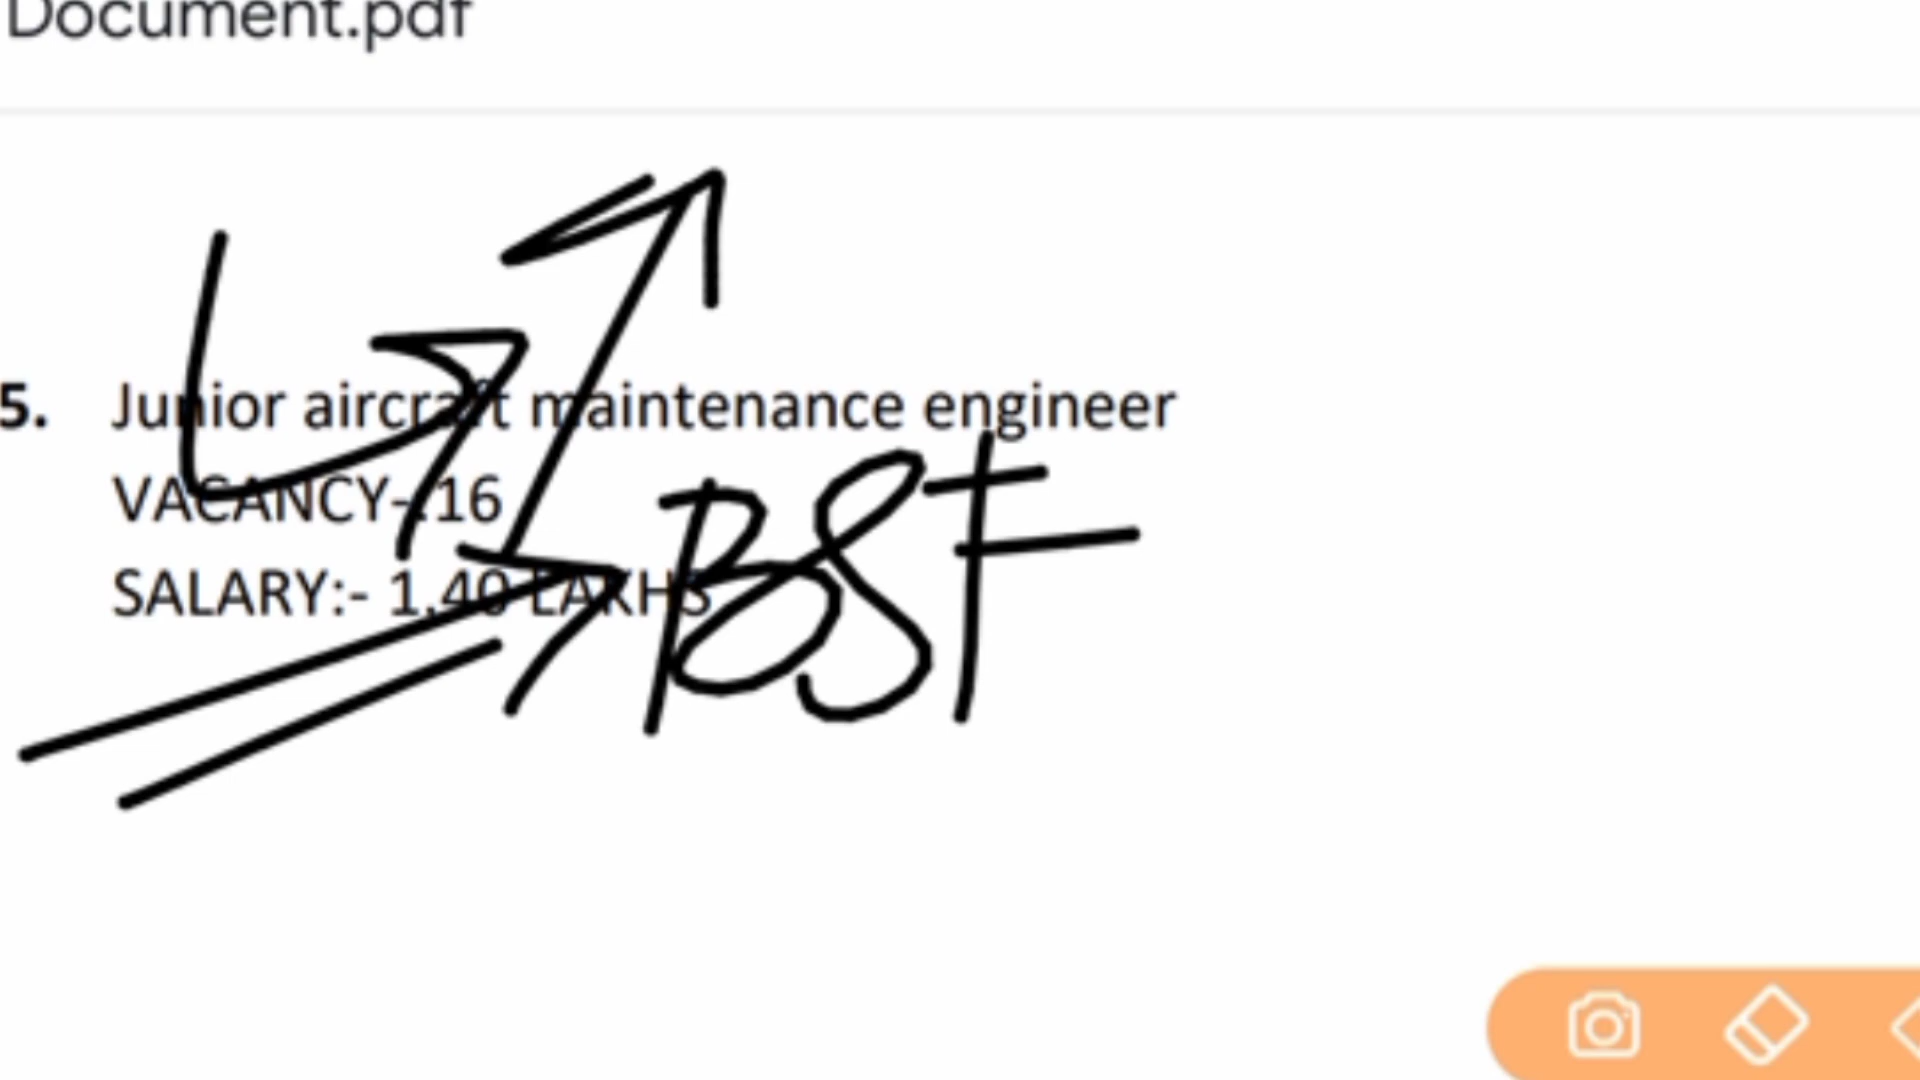 Document.pdf
5. Junior aircraft maintenance engineer
VACANCY-:16
SALARY:- 1.40 LAKHS
BSF